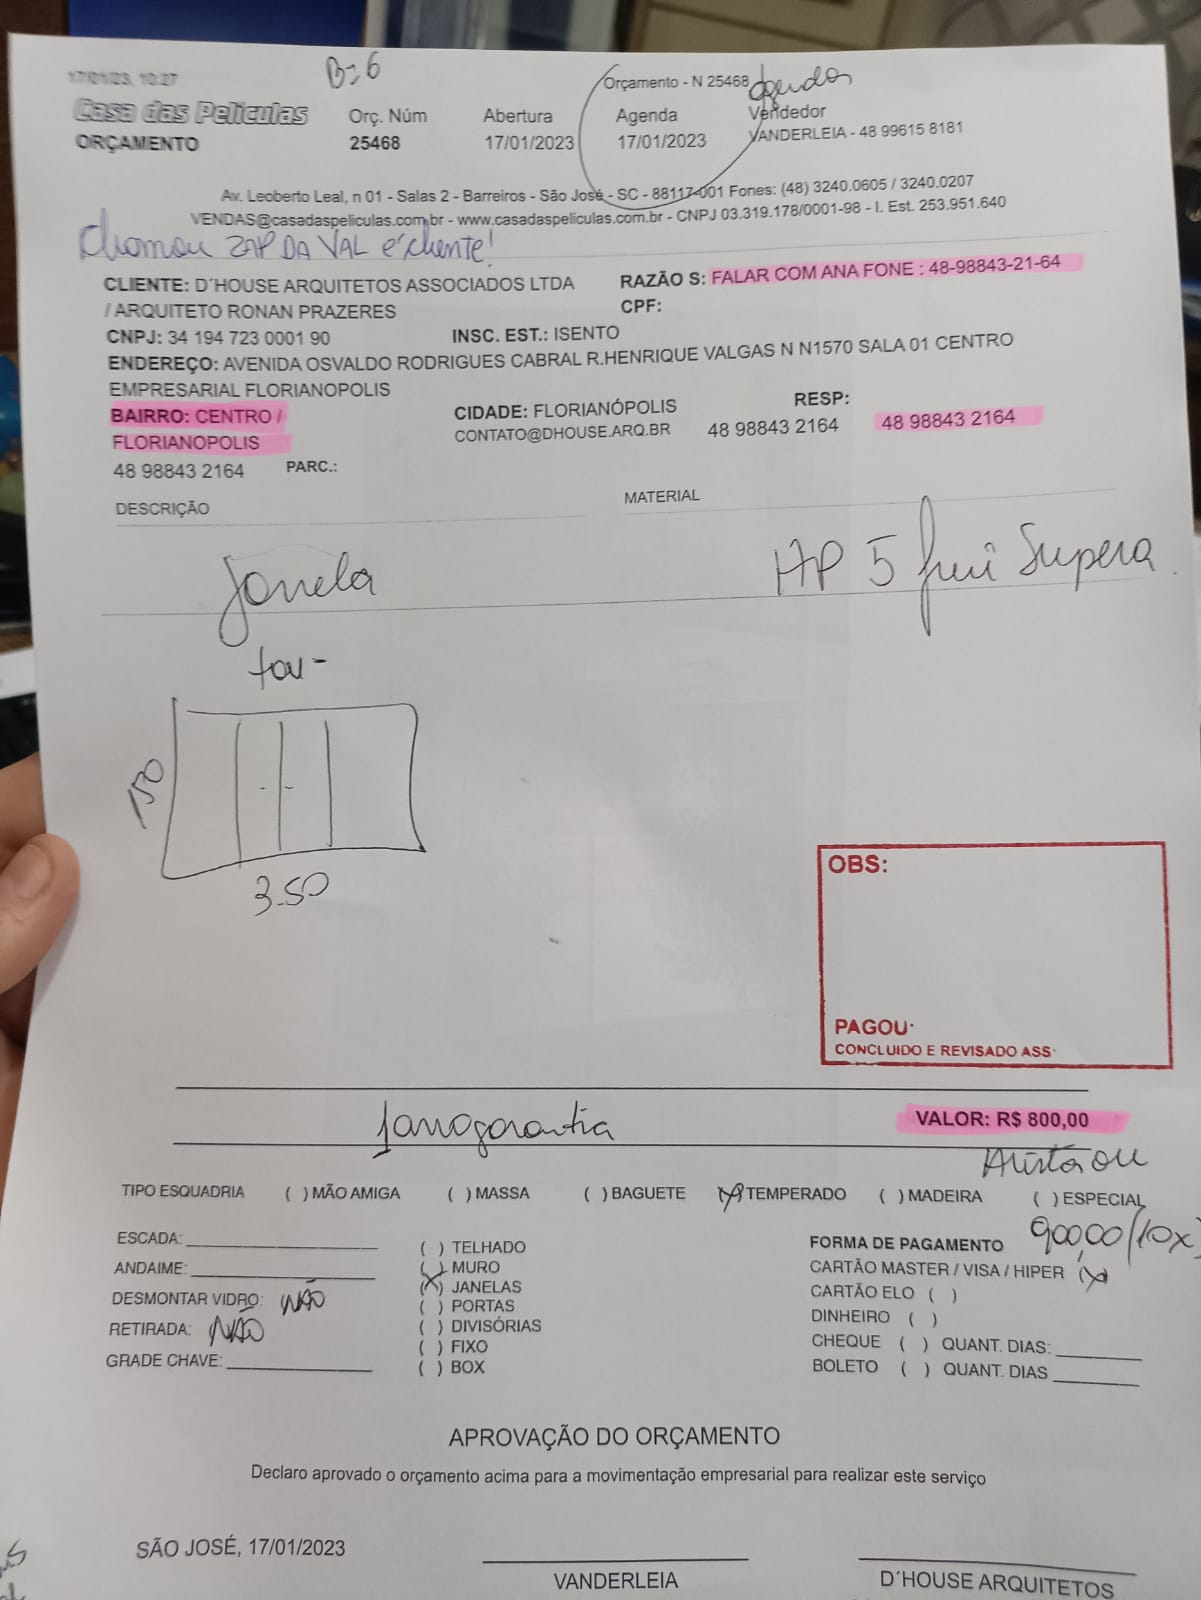 17/01/23, 10:27
B=6
Orçamento - N 25468
Casa das Peliculas
Orç. Núm
Abertura
Agenda
Vendedor
ORÇAMENTO
25468
17/01/2023
17/01/2023
VANDERLEIA - 48 99615 8181
Av. Leoberto Leal, n 01 - Salas 2 - Barreiros - São José - SC - 88117-001 Fones: (48) 3240.0605 / 3240.0207
VENDAS@casadaspeliculas.com.br - www.casadaspeliculas.com.br - CNPJ 03.319.178/0001-98 - I. Est. 253.951.640
chamou ZAP DA VAL é cliente!
CLIENTE: D´HOUSE ARQUITETOS ASSOCIADOS LTDA
RAZÃO S: FALAR COM ANA FONE : 48-98843-21-64
/ ARQUITETO RONAN PRAZERES
CPF:
CNPJ: 34 194 723 0001 90
INSC. EST.: ISENTO
ENDEREÇO: AVENIDA OSVALDO RODRIGUES CABRAL R.HENRIQUE VALGAS N N1570 SALA 01 CENTRO
EMPRESARIAL FLORIANOPOLIS
BAIRRO: CENTRO /
CIDADE: FLORIANÓPOLIS
RESP:
FLORIANOPOLIS
CONTATO@DHOUSE.ARQ.BR
48 98843 2164
48 98843 2164
48 98843 2164
PARC.:
DESCRIÇÃO
MATERIAL
Janela
HP 5 Supera
150
3.50
OBS:
PAGOU:
CONCLUIDO E REVISADO ASS:
1 ano garantia
VALOR: R$ 800,00
A vista ou
TIPO ESQUADRIA ( ) MÃO AMIGA ( ) MASSA ( ) BAGUETE (X) TEMPERADO ( ) MADEIRA ( ) ESPECIAL
900,00/10x
ESCADA:
ANDAIME:
DESMONTAR VIDRO: NÃO
RETIRADA: NÃO
GRADE CHAVE:
( ) TELHADO
( ) MURO
(X) JANELAS
( ) PORTAS
( ) DIVISÓRIAS
( ) FIXO
( ) BOX
FORMA DE PAGAMENTO
CARTÃO MASTER / VISA / HIPER (X)
CARTÃO ELO ( )
DINHEIRO ( )
CHEQUE ( ) QUANT. DIAS:
BOLETO ( ) QUANT. DIAS
APROVAÇÃO DO ORÇAMENTO
Declaro aprovado o orçamento acima para a movimentação empresarial para realizar este serviço
SÃO JOSÉ, 17/01/2023
VANDERLEIA
D´HOUSE ARQUITETOS